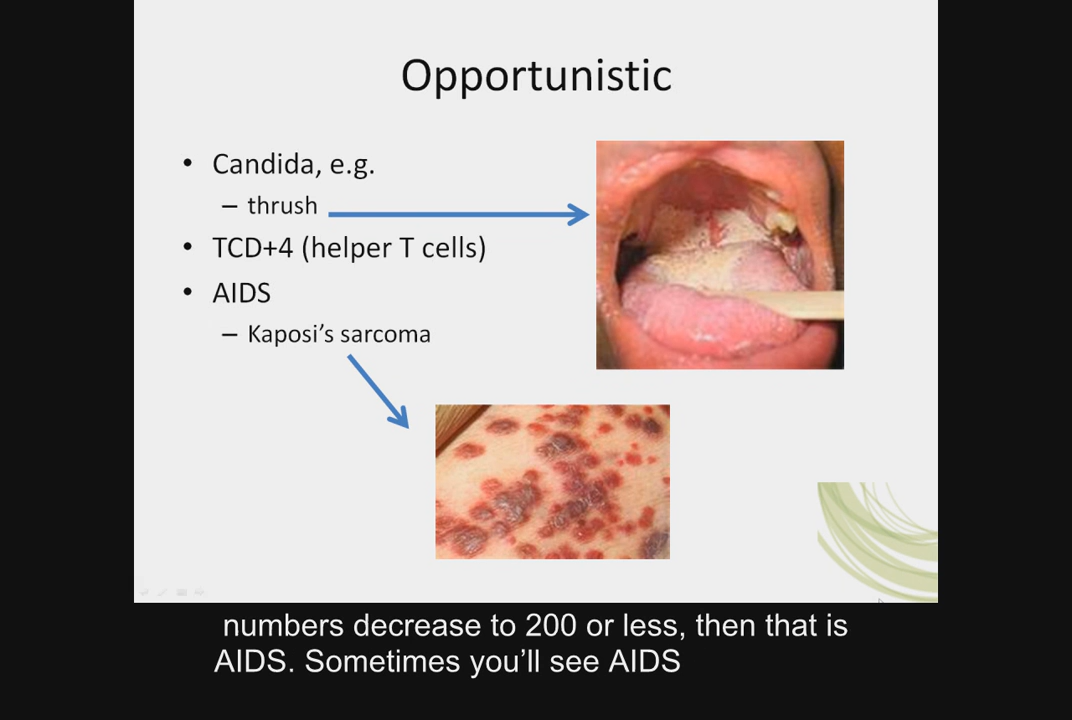 Opportunistic
• Candida, e.g.
– thrush
• TCD+4 (helper T cells)
• AIDS
– Kaposi’s sarcoma
numbers decrease to 200 or less, then that is
AIDS. Sometimes you’ll see AIDS